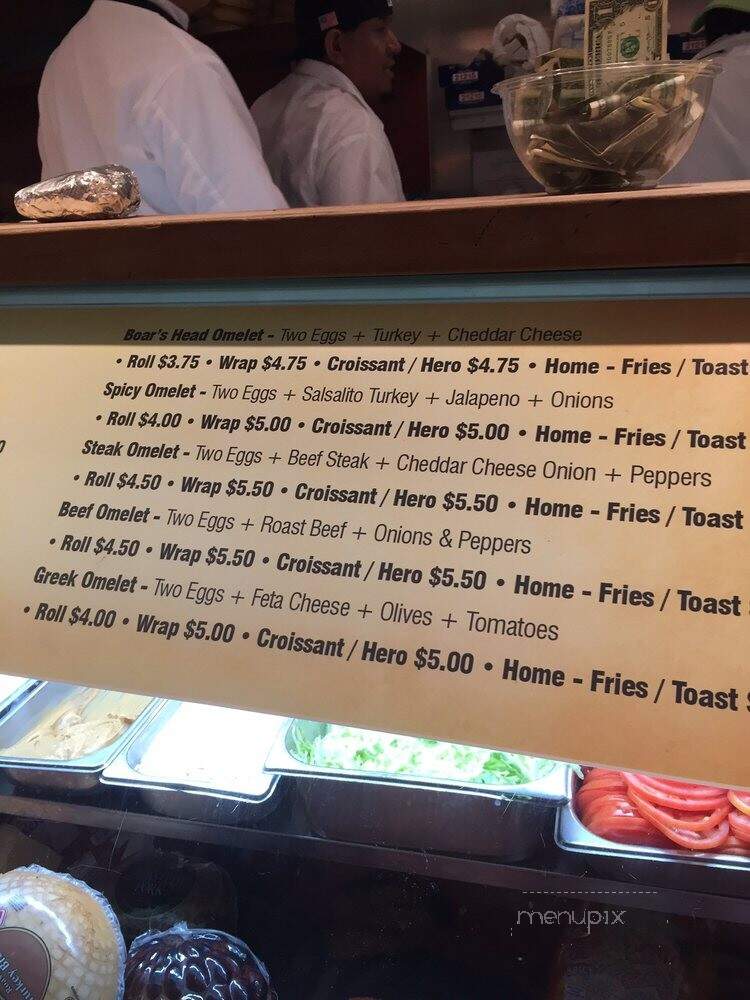 Boar's Head Omelet - Two Eggs + Turkey + Cheddar Cheese
• Roll $3.75 • Wrap $4.75 • Croissant / Hero $4.75 • Home - Fries / Toast
Spicy Omelet - Two Eggs + Salsalito Turkey + Jalapeno + Onions
• Roll $4.00 • Wrap $5.00 • Croissant / Hero $5.00 • Home - Fries / Toast
Steak Omelet - Two Eggs + Beef Steak + Cheddar Cheese Onion + Peppers
• Roll $4.50 • Wrap $5.50 • Croissant / Hero $5.50 • Home - Fries / Toast
Beef Omelet - Two Eggs + Roast Beef + Onions & Peppers
• Roll $4.50 • Wrap $5.50 • Croissant / Hero $5.50 • Home - Fries / Toast
Greek Omelet - Two Eggs + Feta Cheese + Olives + Tomatoes
• Roll $4.00 • Wrap $5.00 • Croissant / Hero $5.00 • Home - Fries / Toast $
menupix